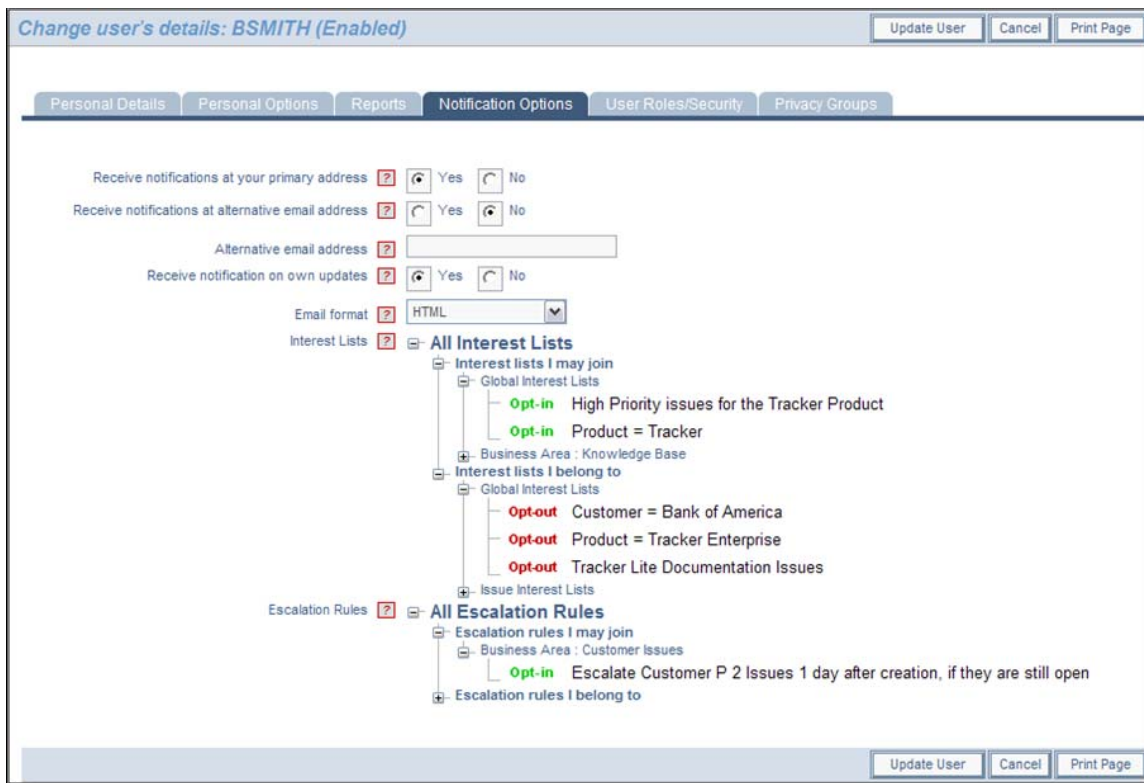 Change user's details: BSMITH (Enabled)
Update User Cancel Print Page
Personal Details Personal Options Reports Notification Options User Roles/Security Privacy Groups
Receive notifications at your primary address ? Yes No
Receive notifications at alternative email address ? Yes No
Alternative email address ?
Receive notification on own updates ? Yes No
Email format ? HTML
Interest Lists ? All Interest Lists
Interest lists I may join
Global Interest Lists
Opt-in High Priority issues for the Tracker Product
Opt-in Product = Tracker
Business Area : Knowledge Base
Interest lists I belong to
Global Interest Lists
Opt-out Customer = Bank of America
Opt-out Product = Tracker Enterprise
Opt-out Tracker Lite Documentation Issues
Issue Interest Lists
Escalation Rules ? All Escalation Rules
Escalation rules I may join
Business Area : Customer Issues
Opt-in Escalate Customer P 2 Issues 1 day after creation, if they are still open
Escalation rules I belong to
Update User Cancel Print Page